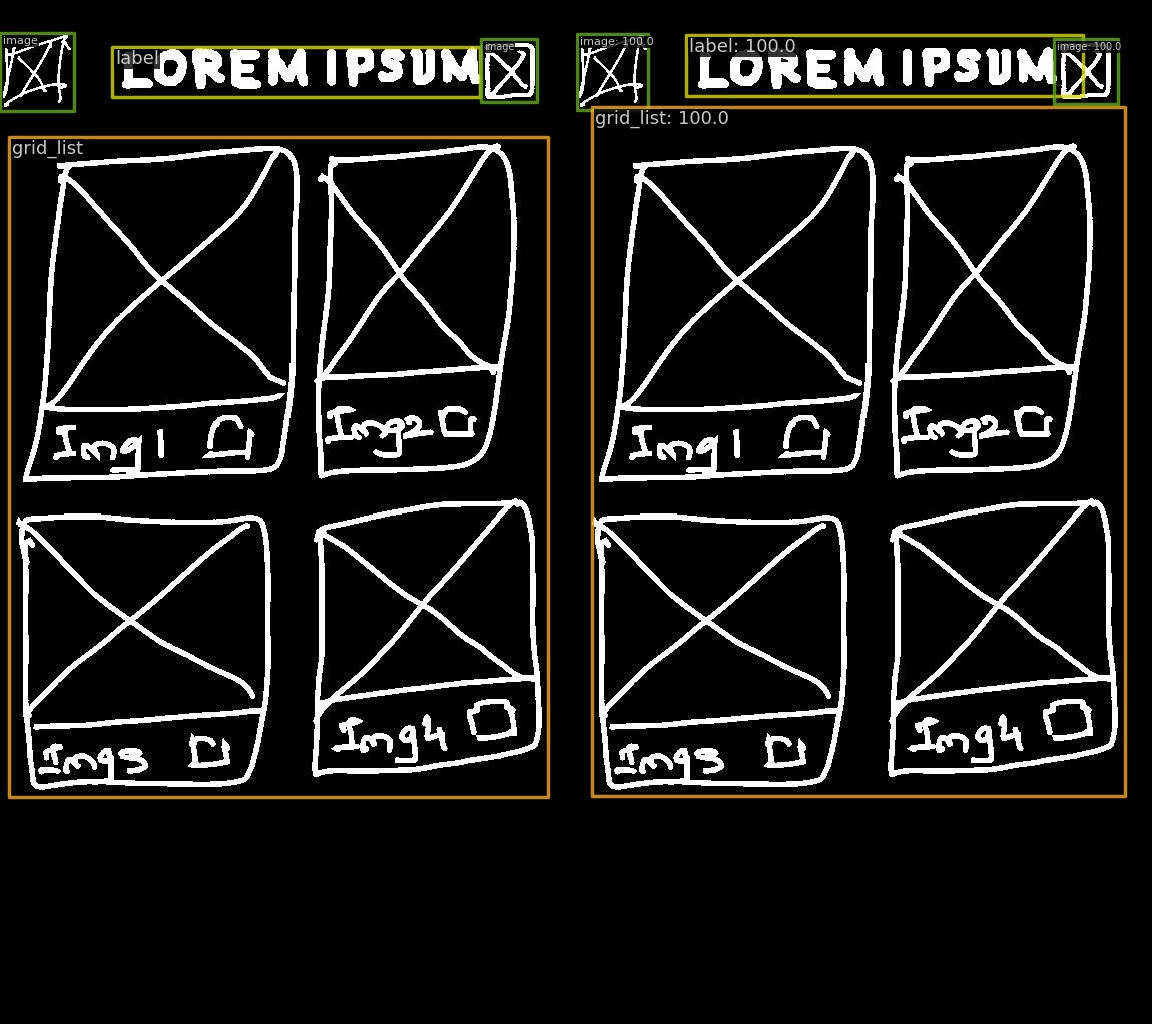 image
label
LOREM IPSUM
image
image: 100.0
label: 100.0
LOREM IPSUM
image: 100.0
grid_list
grid_list: 100.0
Img1
Img2
Img1
Img2
Img3
Img4
Img3
Img4